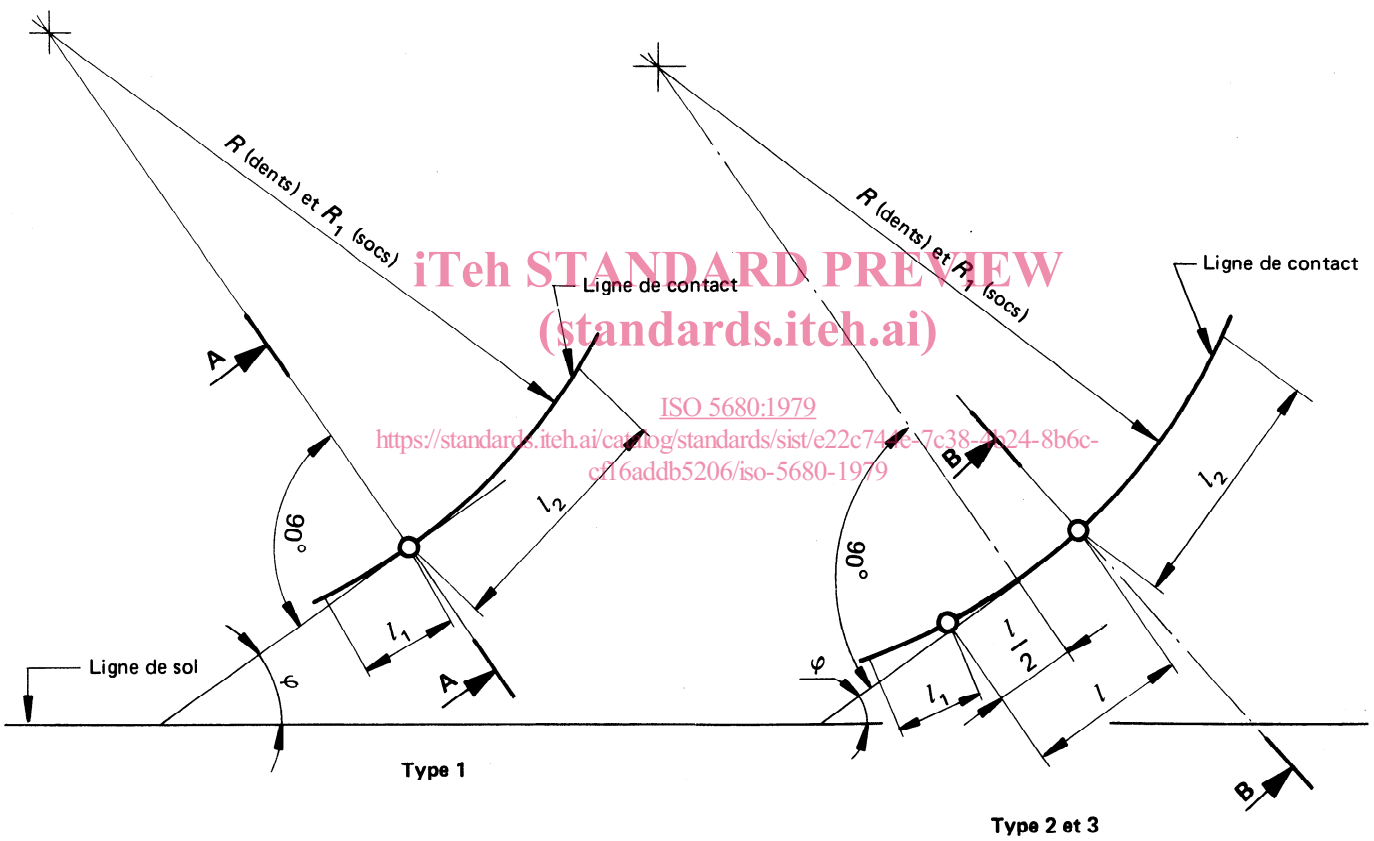 R (dents) et R₁ (socs)
R (dents) et R₁ (socs)
iTeh STANDARD PREVIEW
(standards.iteh.ai)
Ligne de contact
Ligne de contact
A
ISO 5680:1979
https://standards.iteh.ai/catalog/standards/sist/e22c744e-7c38-4b24-8b6c-
cf16addb5206/iso-5680-1979
B
90°
l₂
90°
l₂
Ligne de sol
φ
l₁
A
φ
l₁
l/2
l
B
Type 1
Type 2 et 3